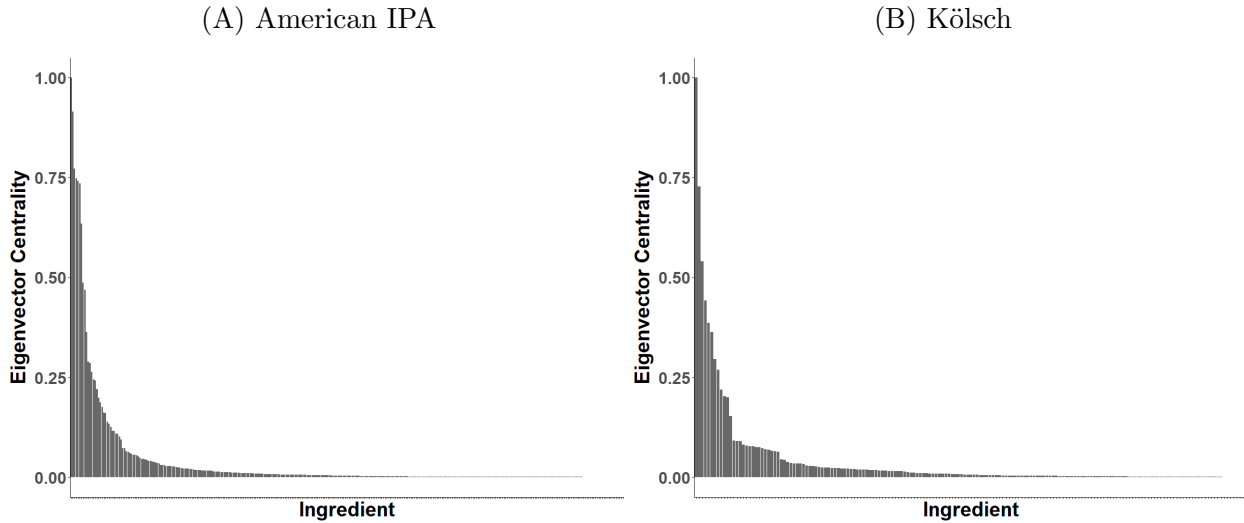 (A) American IPA
Eigenvector Centrality
1.00
0.75
0.50
0.25
0.00
Ingredient
(B) Kölsch
Eigenvector Centrality
1.00
0.75
0.50
0.25
0.00
Ingredient